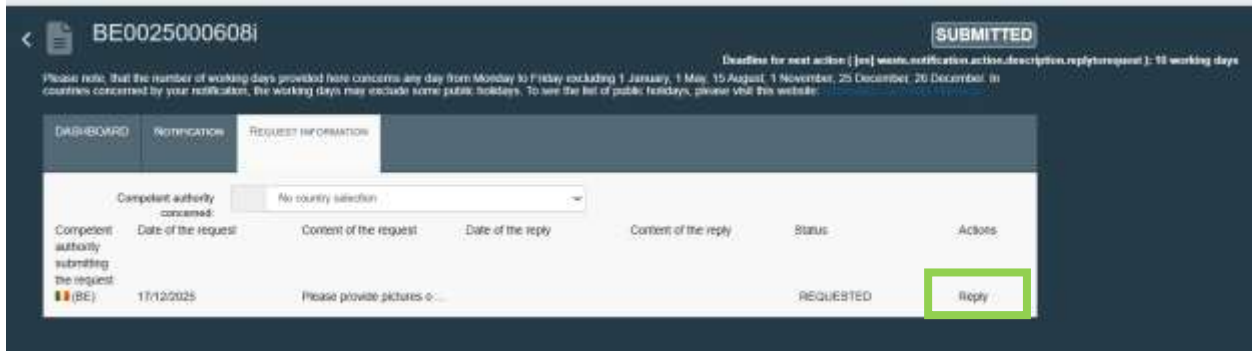 BE0025000608i
SUBMITTED
Deadline for next action ( [en] waste.notification.action.description.replytorequest ): 10 working days
Please note, that the number of working days provided here concerns any day from Monday to Friday excluding 1 January, 1 May, 15 August, 1 November, 25 December, 26 December. In
countries concerned by your notification, the working days may exclude some public holidays. To see the list of public holidays, please visit this website:
DASHBOARD NOTIFICATION REQUEST INFORMATION
Competent authority concerned: No country selection
Competent authority submitting the request Date of the request Content of the request Date of the reply Content of the reply Status Actions
(BE) 17/12/2025 Please provide pictures o ... REQUESTED Reply